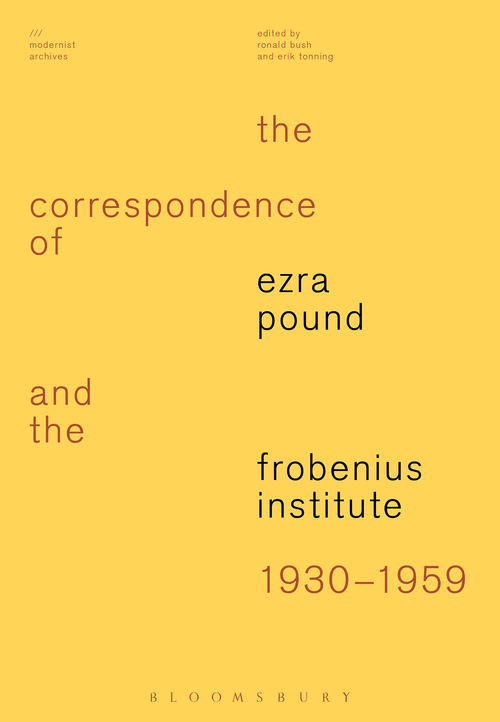 ///
modernist
archives
edited by
ronald bush
and erik tonning
the
correspondence
of
ezra
pound
and
the
frobenius
institute
1930–1959
BLOOMSBURY